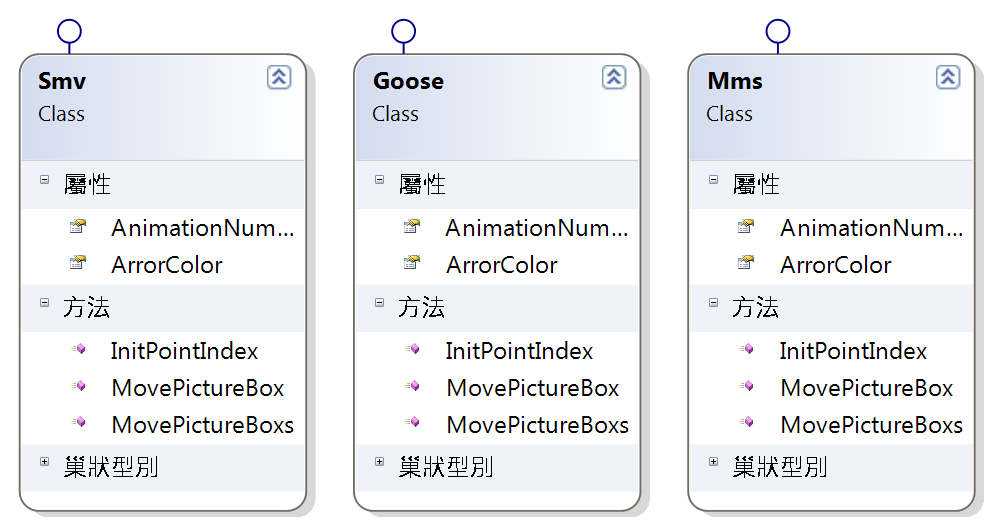 Smv
Class
屬性
AnimationNum...
ArrorColor
方法
InitPointIndex
MovePictureBox
MovePictureBoxs
巢狀型別
Goose
Class
屬性
AnimationNum...
ArrorColor
方法
InitPointIndex
MovePictureBox
MovePictureBoxs
巢狀型別
Mms
Class
屬性
AnimationNum...
ArrorColor
方法
InitPointIndex
MovePictureBox
MovePictureBoxs
巢狀型別